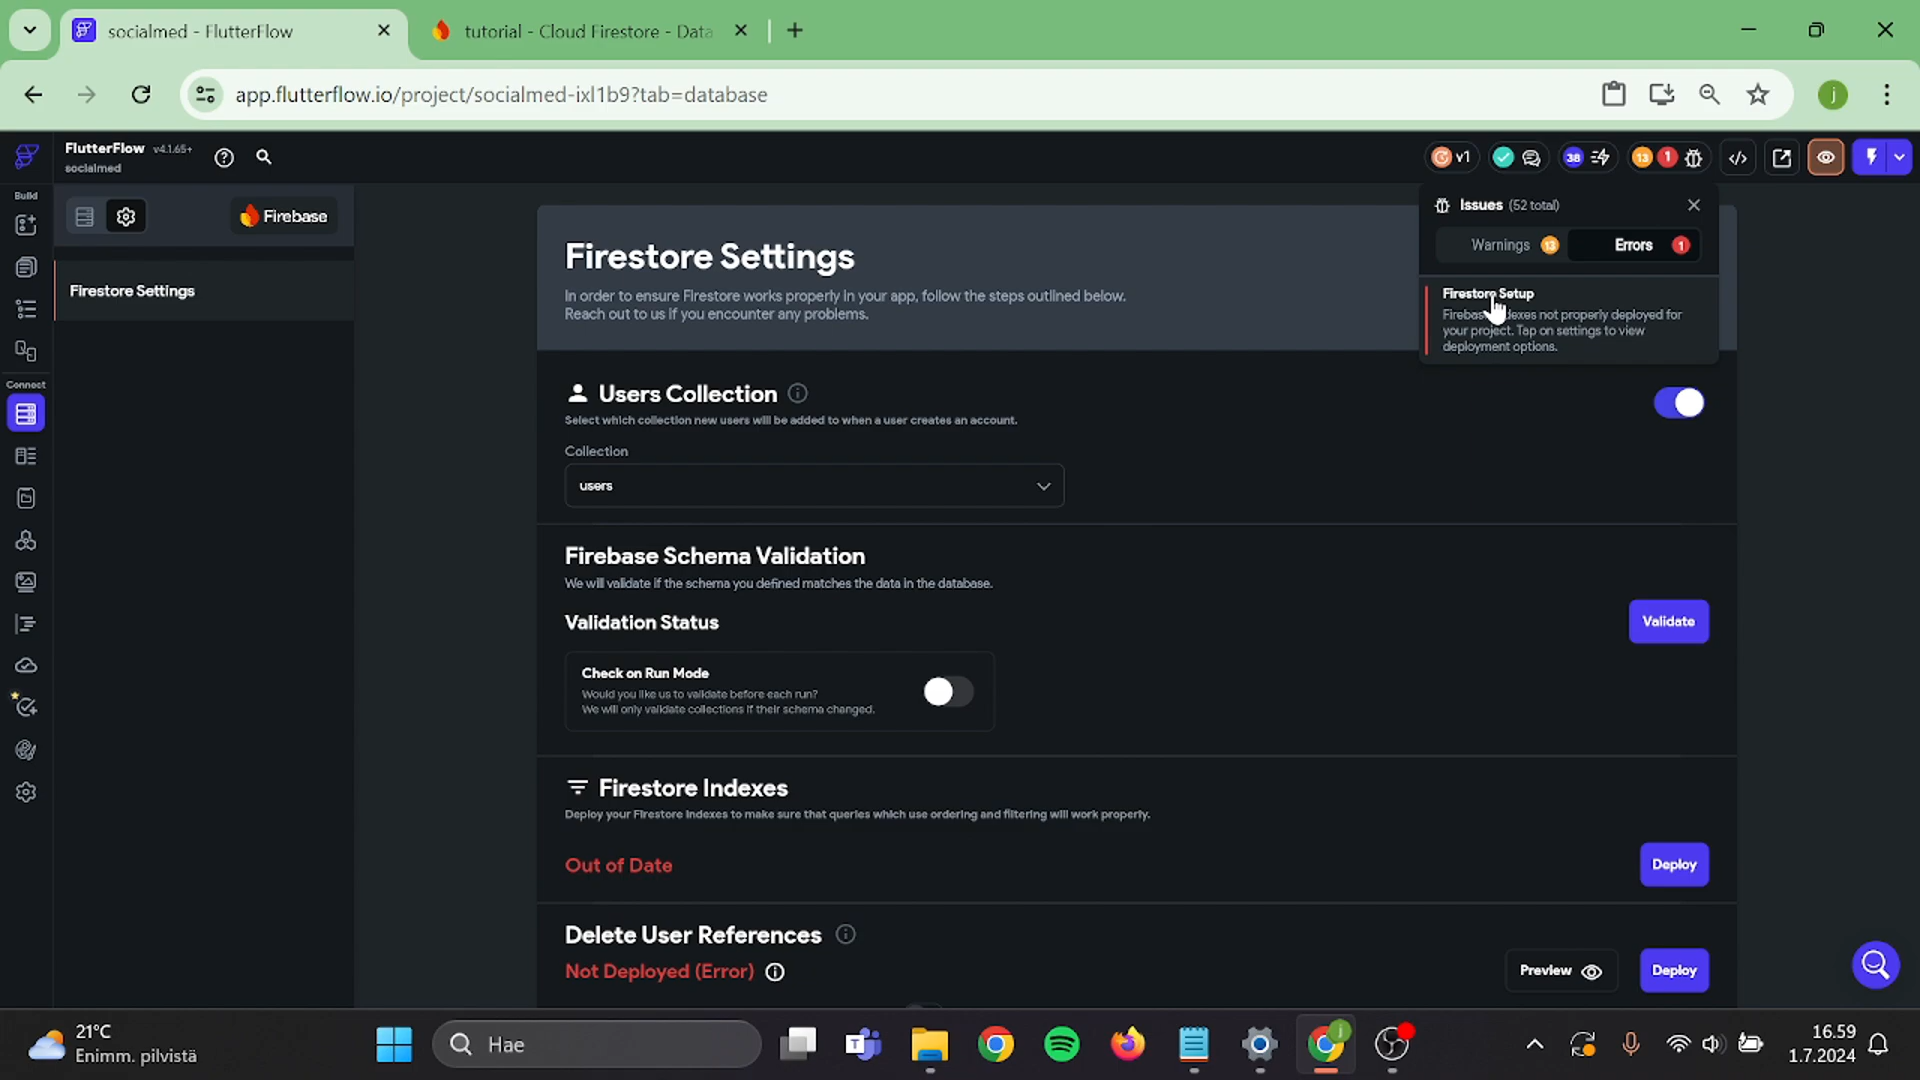 socialmed - FlutterFlow
tutorial - Cloud Firestore - Data
app.flutterflow.io/project/socialmed-ixl1b9?tab=database
j
FlutterFlow v4.1.65+
socialmed
v1
38
13
1
Build
Firebase
Firestore Settings
Connect
Firestore Settings
In order to ensure Firestore works properly in your app, follow the steps outlined below.
Reach out to us if you encounter any problems.
Issues (52 total)
Warnings 13
Errors 1
Firestore Setup
Firebase indexes not properly deployed for
your project. Tap on settings to view
deployment options.
Users Collection
Select which collection new users will be added to when a user creates an account.
Collection
users
Firebase Schema Validation
We will validate if the schema you defined matches the data in the database.
Validation Status
Validate
Check on Run Mode
Would you like us to validate before each run?
We will only validate collections if their schema changed.
Firestore Indexes
Deploy your Firestore indexes to make sure that queries which use ordering and filtering will work properly.
Out of Date
Deploy
Delete User References
Not Deployed (Error)
Preview
Deploy
21°C
Enimm. pilvistä
Hae
j
16.59
1.7.2024